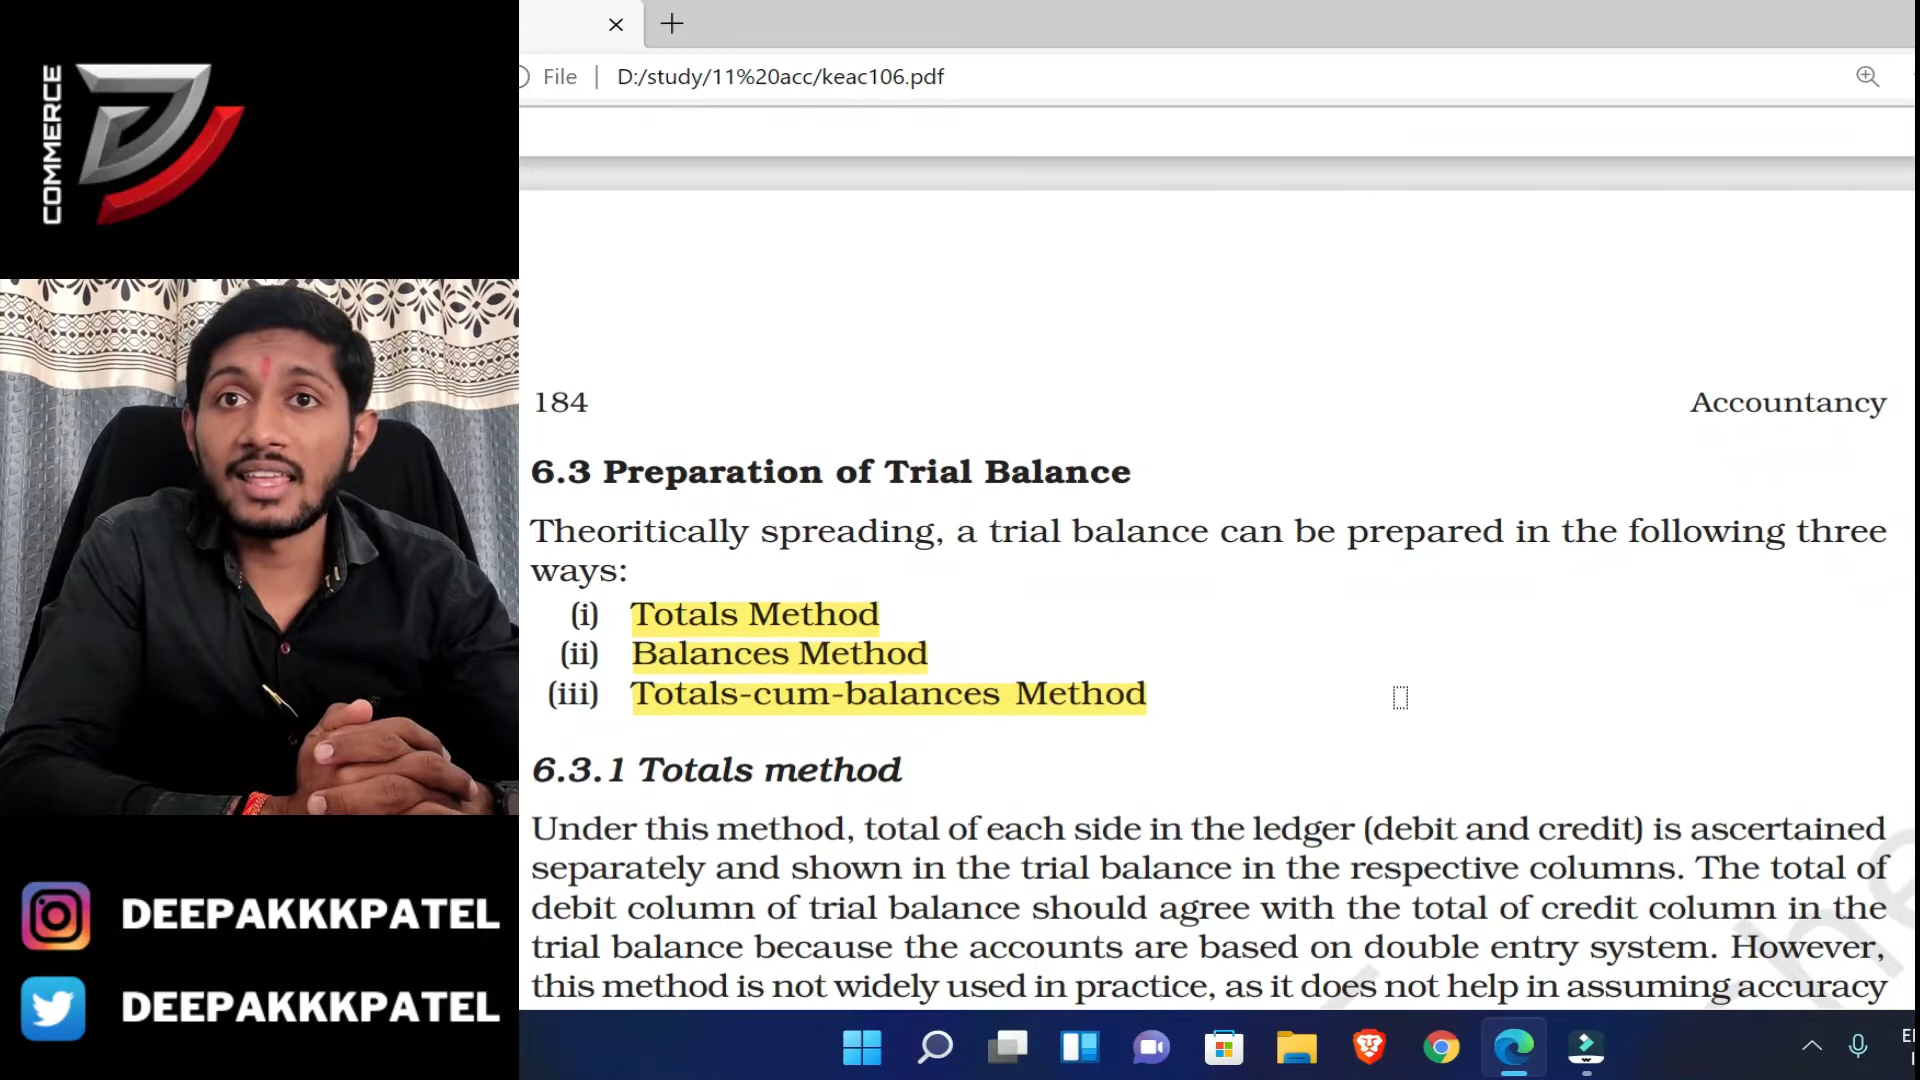 COMMERCE
File | D:/study/11%20acc/keac106.pdf
184 Accountancy
6.3 Preparation of Trial Balance
Theoritically spreading, a trial balance can be prepared in the following three
ways:
(i) Totals Method
(ii) Balances Method
(iii) Totals-cum-balances Method
6.3.1 Totals method
Under this method, total of each side in the ledger (debit and credit) is ascertained
separately and shown in the trial balance in the respective columns. The total of
debit column of trial balance should agree with the total of credit column in the
trial balance because the accounts are based on double entry system. However,
this method is not widely used in practice, as it does not help in assuming accuracy
DEEPAKKKPATEL
DEEPAKKKPATEL